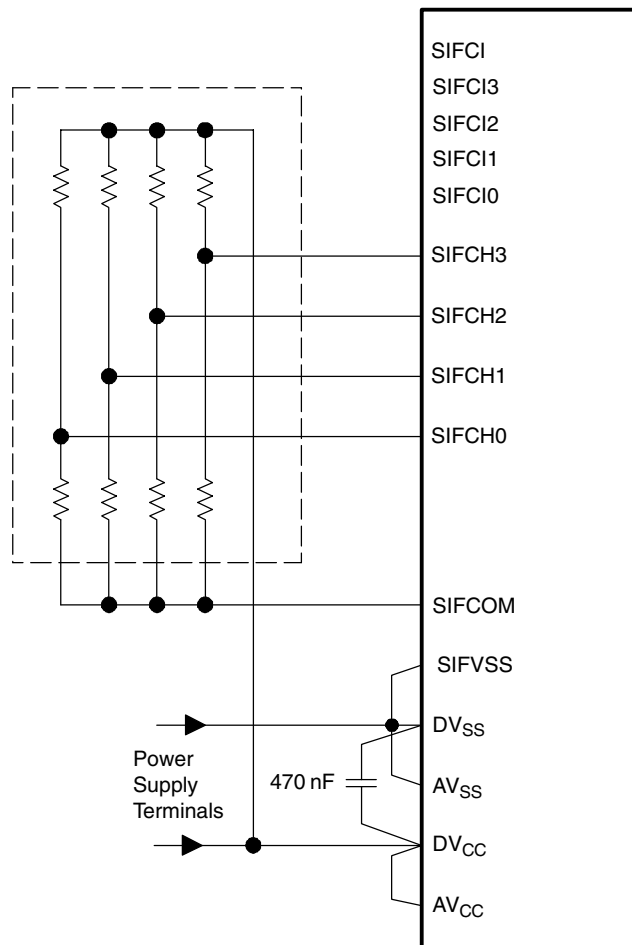 SIFCI
SIFCI3
SIFCI2
SIFCI1
SIFCI0
SIFCH3
SIFCH2
SIFCH1
SIFCH0
SIFCOM
SIFVSS
DVSS
Power
Supply
Terminals
470 nF
AVSS
DVCC
AVCC